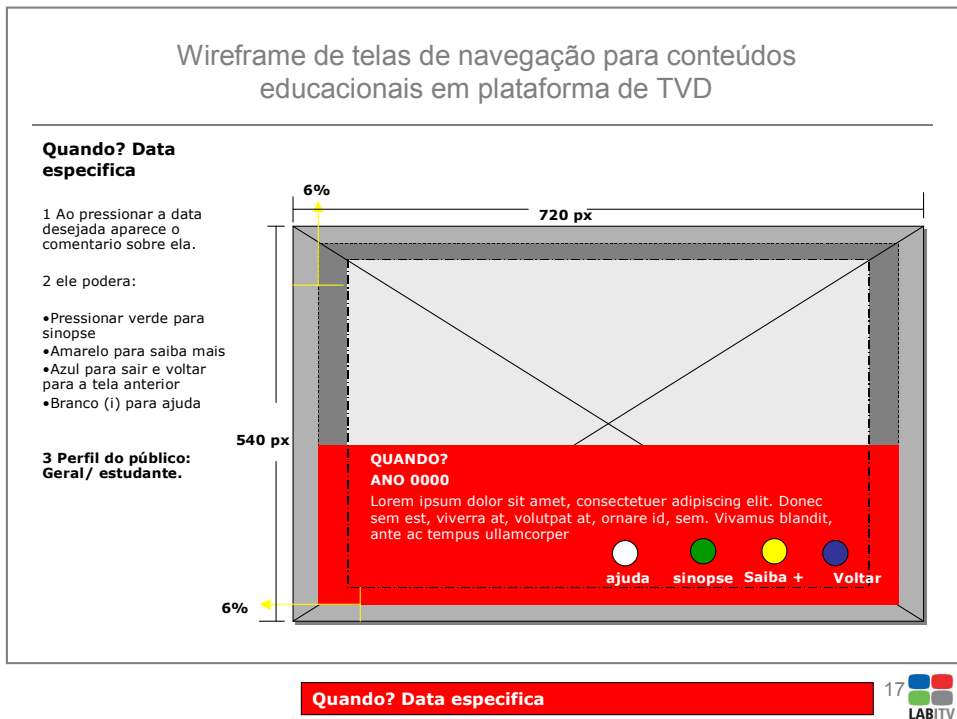 Wireframe de telas de navegação para conteúdos
educacionais em plataforma de TVD
Quando? Data
especifica
1 Ao pressionar a data
desejada aparece o
comentario sobre ela.
2 ele podera:
•Pressionar verde para
sinopse
•Amarelo para saiba mais
•Azul para sair e voltar
para a tela anterior
•Branco (i) para ajuda
3 Perfil do público:
Geral/ estudante.
6%
720 px
540 px
QUANDO?
ANO 0000
Lorem ipsum dolor sit amet, consectetuer adipiscing elit. Donec
sem est, viverra at, volutpat at, ornare id, sem. Vivamus blandit,
ante ac tempus ullamcorper
ajuda sinopse Saiba + Voltar
6%
Quando? Data especifica
17
LABITV